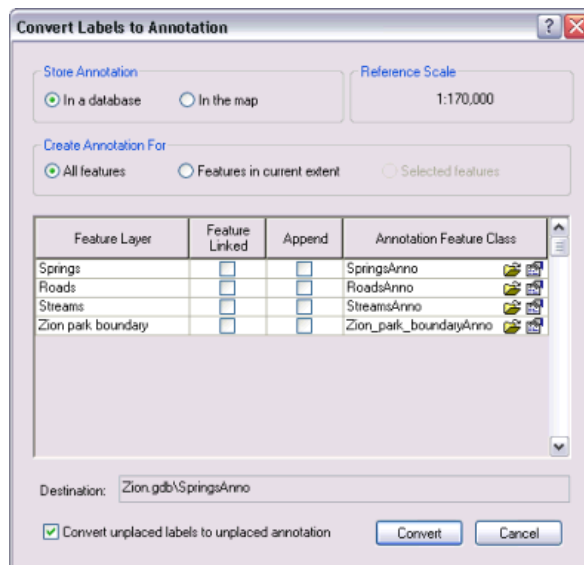 Convert Labels to Annotation
Store Annotation
In a database In the map
Reference Scale
1:170,000
Create Annotation For
All features Features in current extent Selected features
Feature Layer Feature Linked Append Annotation Feature Class
Springs SpringsAnno
Roads RoadsAnno
Streams StreamsAnno
Zion park boundary Zion_park_boundaryAnno
Destination: Zion.gdb\SpringsAnno
Convert unplaced labels to unplaced annotation Convert Cancel